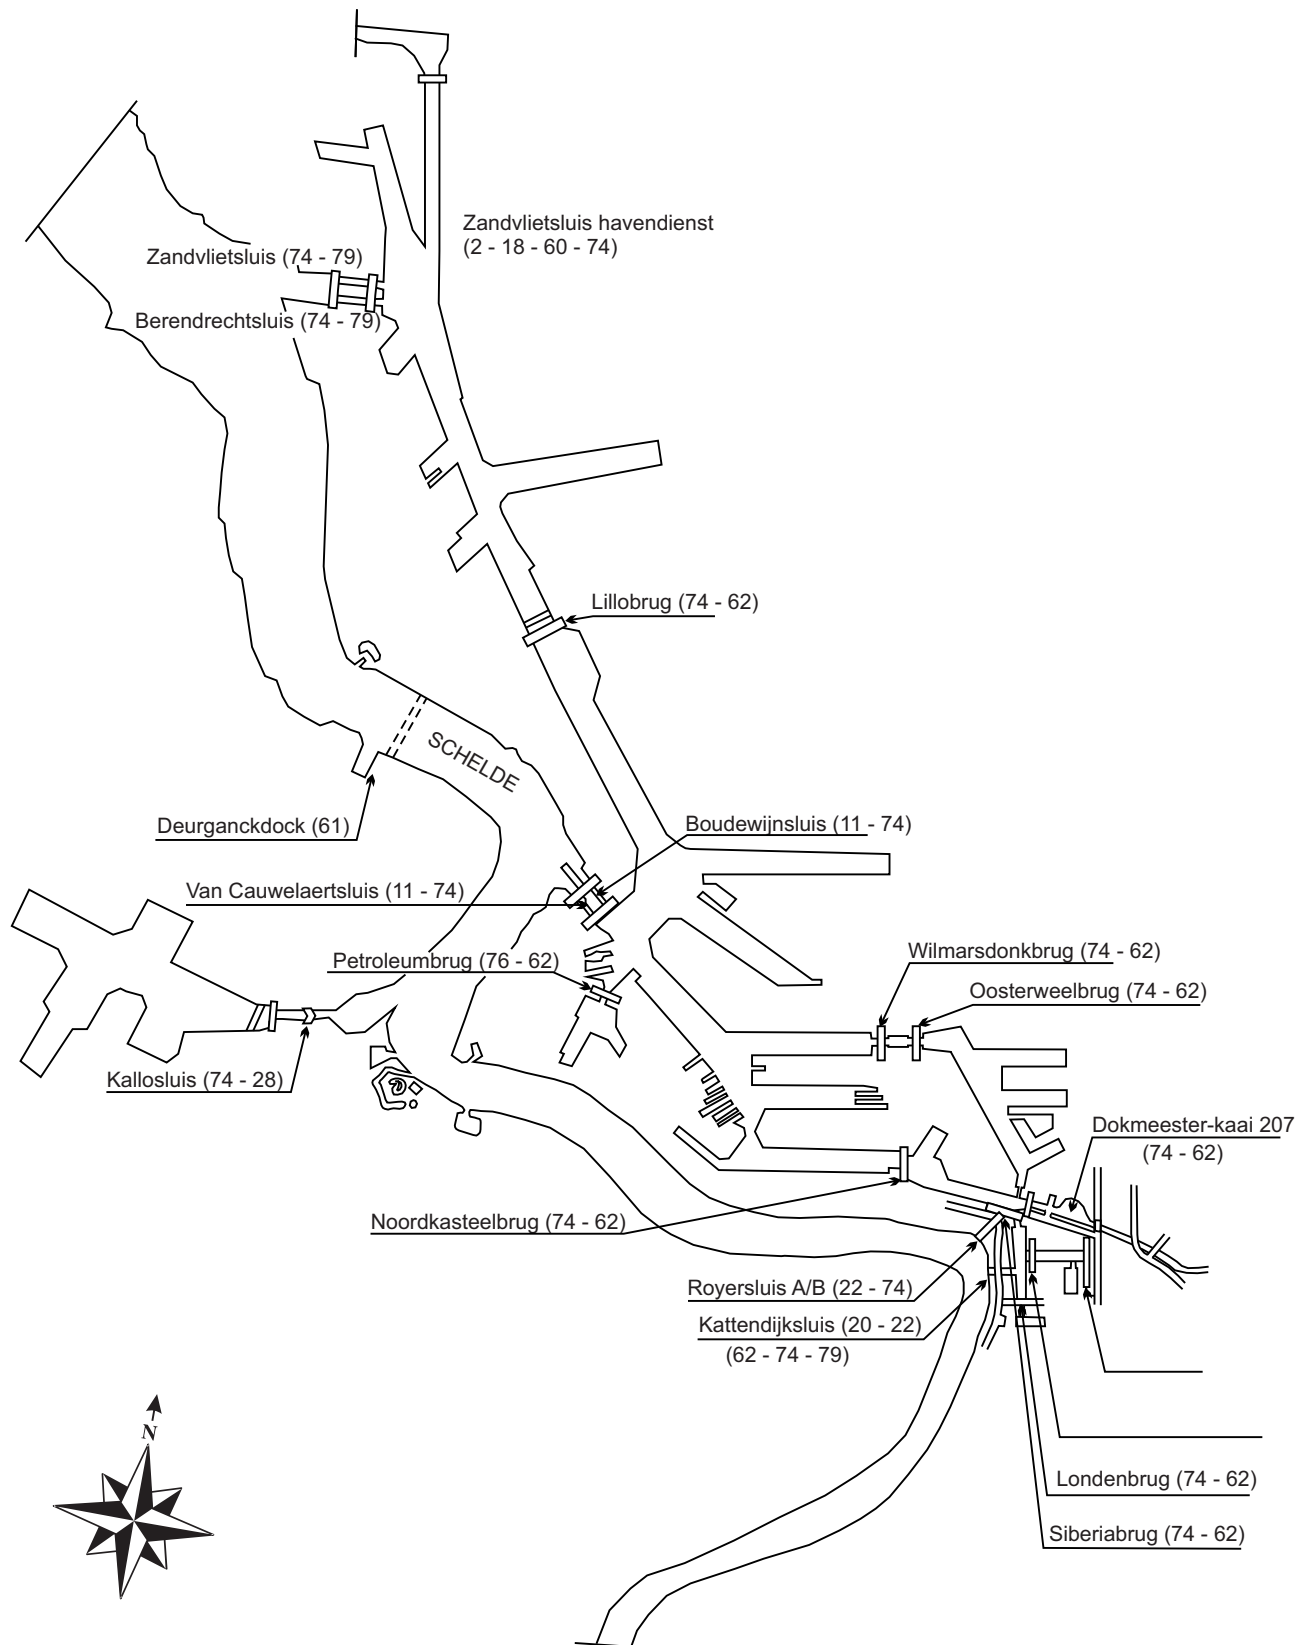 Zandvlietsluis havendienst
(2 - 18 - 60 - 74)
Zandvlietsluis (74 - 79)
Berendrechtsluis (74 - 79)
Lillobrug (74 - 62)
SCHELDE
Deurganckdock (61)
Boudewijnsluis (11 - 74)
Van Cauwelaertsluis (11 - 74)
Petroleumbrug (76 - 62)
Wilmarsdonkbrug (74 - 62)
Oosterweelbrug (74 - 62)
Kallosluis (74 - 28)
Dokmeester-kaai 207
(74 - 62)
Noordkasteelbrug (74 - 62)
Royersluis A/B (22 - 74)
Kattendijksluis (20 - 22)
(62 - 74 - 79)
N
Londenbrug (74 - 62)
Siberiabrug (74 - 62)